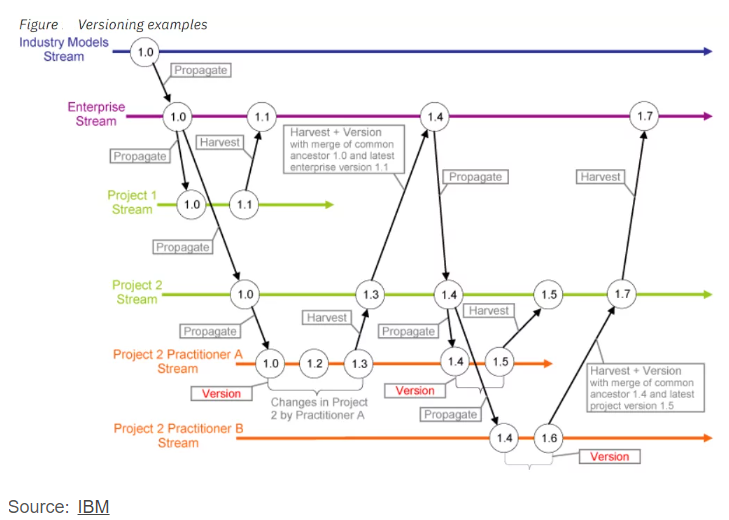 Figure Versioning examples
Industry Models
Stream
1.0
Propagate
Enterprise
Stream
1.0
1.1
1.4
1.7
Harvest
Harvest + Version
with merge of common
ancestor 1.0 and latest
enterprise version 1.1
Propagate
Propagate
Harvest
Project 1
Stream
1.0
1.1
Propagate
Project 2
Stream
1.0
1.3
1.4
1.5
1.7
Propagate
Harvest
Propagate
Harvest
Project 2 Practitioner A
Stream
1.0
1.2
1.3
1.4
1.5
Version
Changes in Project
2 by Practitioner A
Version
Propagate
Harvest + Version
with merge of common
ancestor 1.4 and latest
project version 1.5
Project 2 Practitioner B
Stream
1.4
1.6
Version
Source: IBM